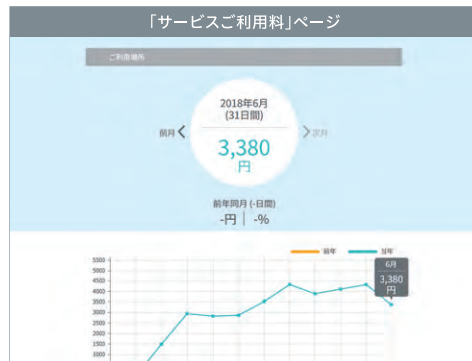 「サービスご利用料」ページ
ご利用場所
2018年6月
(31日間)
前月
次月
3,380
円
前年同月 (-日間)
-円 | -%
前年
当年
6月
3,380
円
5500
5000
4500
4000
3500
3000
2500
2000
1500
1000